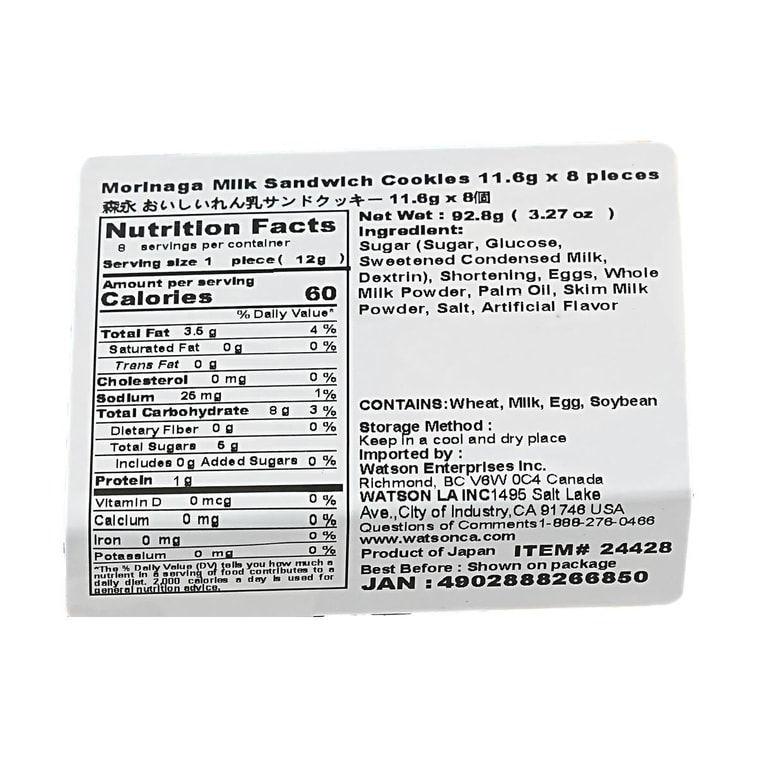 Morinaga Milk Sandwich Cookies 11.6g x 8 pieces
森永 おいしいれん乳サンドクッキー 11.6g x 8個
Nutrition Facts
8 servings per container
Serving size 1 piece( 12g )
Amount per serving
Calories 60
% Daily Value*
Total Fat 3.5 g 4 %
Saturated Fat 0 g 0 %
Trans Fat 0 g
Cholesterol 0 mg 0 %
Sodium 25 mg 1%
Total Carbohydrate 8 g 3 %
Dietary Fiber 0 g 0 %
Total Sugars 5 g
Includes 0 g Added Sugars 0 %
Protein 1 g
Vitamin D 0 mcg 0 %
Calcium 0 mg 0 %
Iron 0 mg 0 %
Potassium 0 mg 0 %
*The % Daily Value (DV) tells you how much a
nutrient in a serving of food contributes to a
daily diet. 2,000 calories a day is used for
general nutrition advice.
Net Wet : 92.8g ( 3.27 oz )
Ingredient:
Sugar (Sugar, Glucose,
Sweetened Condensed Milk,
Dextrin), Shortening, Eggs, Whole
Milk Powder, Palm Oil, Skim Milk
Powder, Salt, Artificial Flavor
CONTAINS:Wheat, Milk, Egg, Soybean
Storage Method :
Keep in a cool and dry place
Imported by :
Watson Enterprises Inc.
Richmond, BC V6W 0C4 Canada
WATSON LA INC1495 Salt Lake
Ave.,City of Industry,CA 91746 USA
Questions of Comments1-888-276-0466
www.watsonca.com
Product of Japan ITEM# 24428
Best Before : Shown on package
JAN : 4902888266850